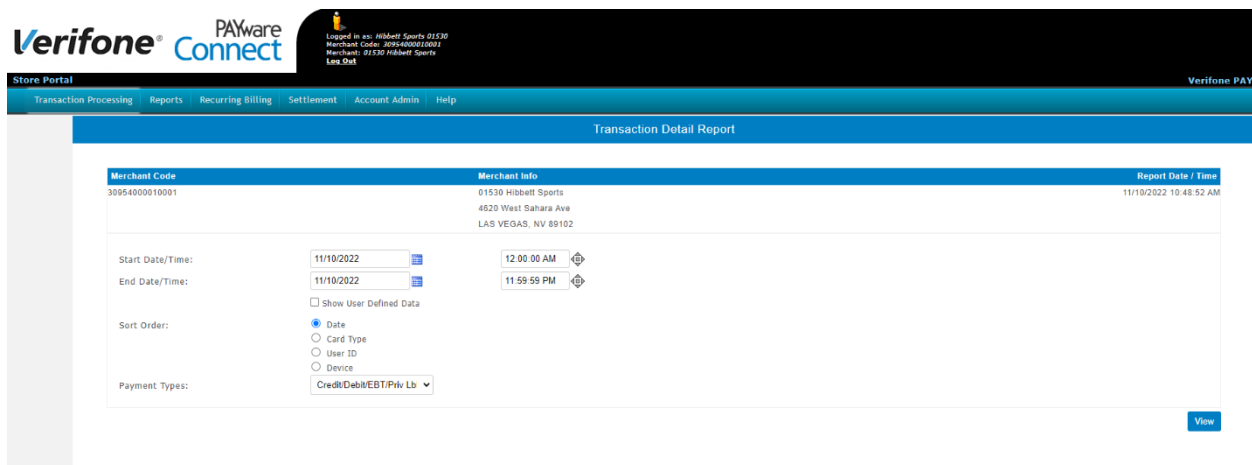 Verifone® PAYware Connect
Logged in as: Hibbett Sports 01530
Merchant Code: 30954000010001
Merchant: 01530 Hibbett Sports
Log Out
Store Portal Verifone PAY
Transaction Processing Reports Recurring Billing Settlement Account Admin Help
Transaction Detail Report
Merchant Code Merchant Info Report Date / Time
30954000010001 01530 Hibbett Sports 11/10/2022 10:48:52 AM
4620 West Sahara Ave
LAS VEGAS, NV 89102
Start Date/Time: 11/10/2022 12:00:00 AM
End Date/Time: 11/10/2022 11:59:59 PM
Show User Defined Data
Sort Order: Date
Card Type
User ID
Device
Payment Types: Credit/Debit/EBT/Priv Lb
View